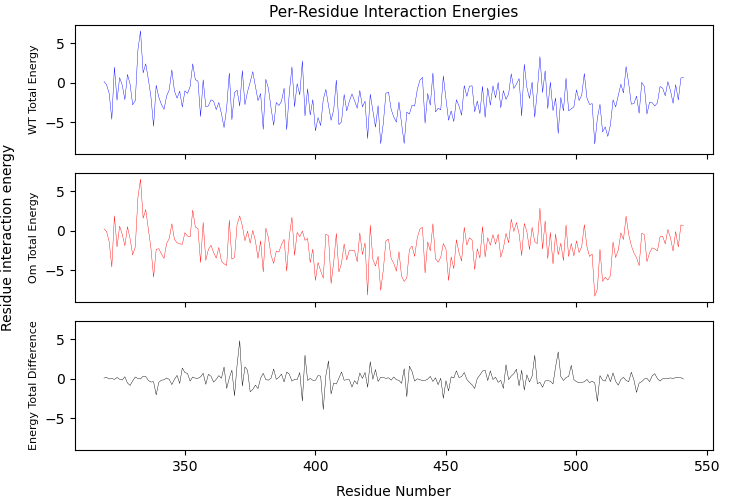 Per-Residue Interaction Energies
Residue interaction energy
WT Total Energy
5
0
−5
Om Total Energy
5
0
−5
Energy Total Difference
5
0
−5
350
400
450
500
550
Residue Number